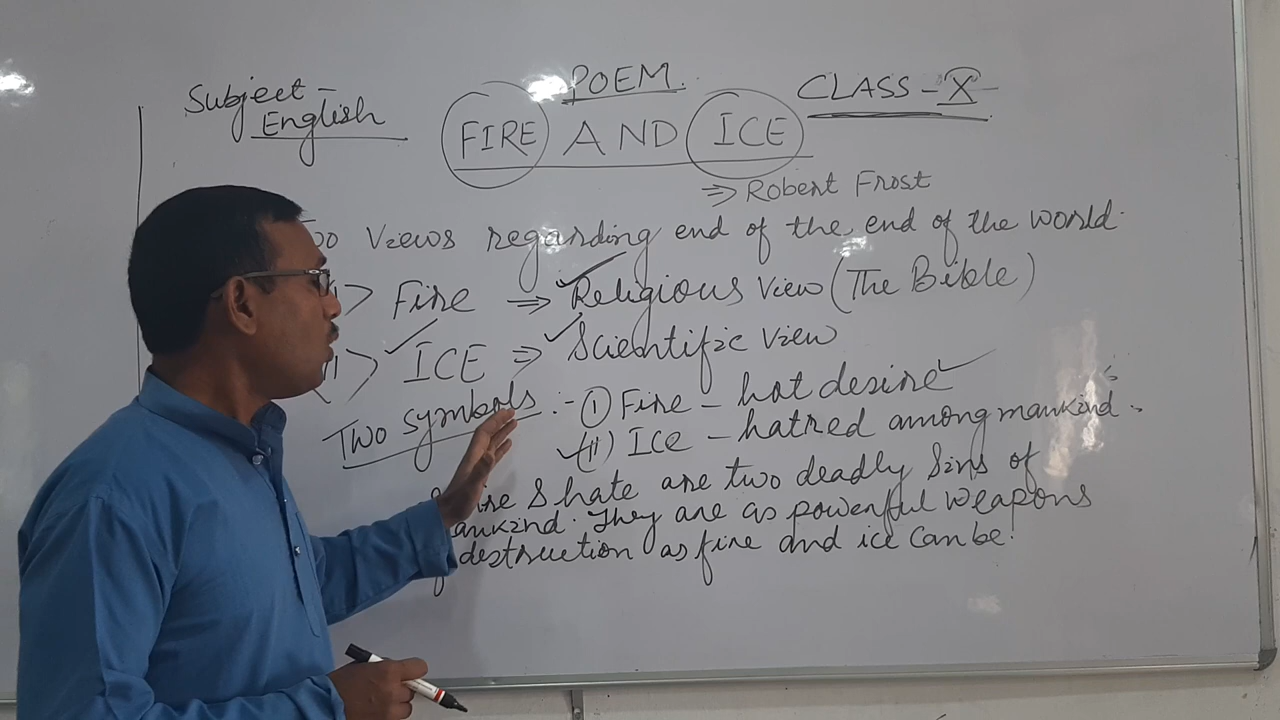 Subject -
English
POEM.
CLASS - X
FIRE AND ICE
⇒ Robert Frost
Views regarding end of the end of the world.
> Fire ⇒ Religious view (The Bible)
> ICE ⇒ Scientific view
Two symbols :- (i) Fire - hot desire
(ii) Ice - hatred among mankind.
& hate are two deadly sins of
They are as powerful weapons
destruction as fire and ice can be.